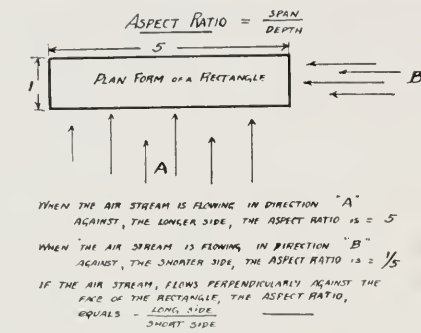 ASPECT RATIO = SPAN
DEPTH
5
1
PLAN FORM OF A RECTANGLE
B
A
WHEN THE AIR STREAM IS FLOWING IN DIRECTION "A"
AGAINST, THE LONGER SIDE, THE ASPECT RATIO IS = 5
WHEN THE AIR STREAM IS FLOWING IN DIRECTION "B"
AGAINST, THE SHORTER SIDE, THE ASPECT RATIO IS = 1/5
IF THE AIR STREAM, FLOWS PERPENDICULARLY AGAINST THE
FACE OF THE RECTANGLE, THE ASPECT RATIO,
EQUALS - LONG SIDE
SHORT SIDE